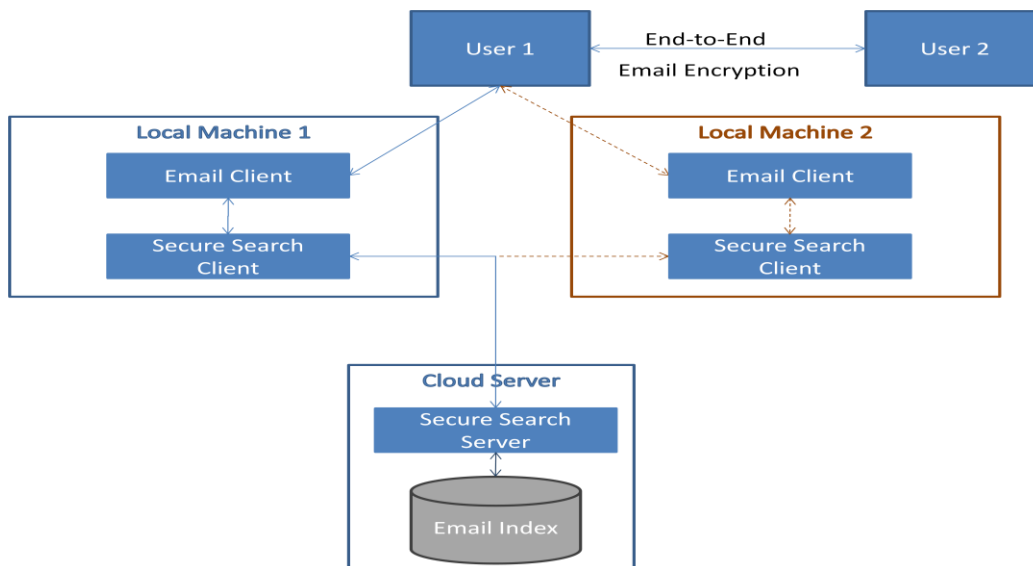 User 1
End-to-End
Email Encryption
User 2
Local Machine 1
Email Client
Secure Search
Client
Local Machine 2
Email Client
Secure Search
Client
Cloud Server
Secure Search
Server
Email Index